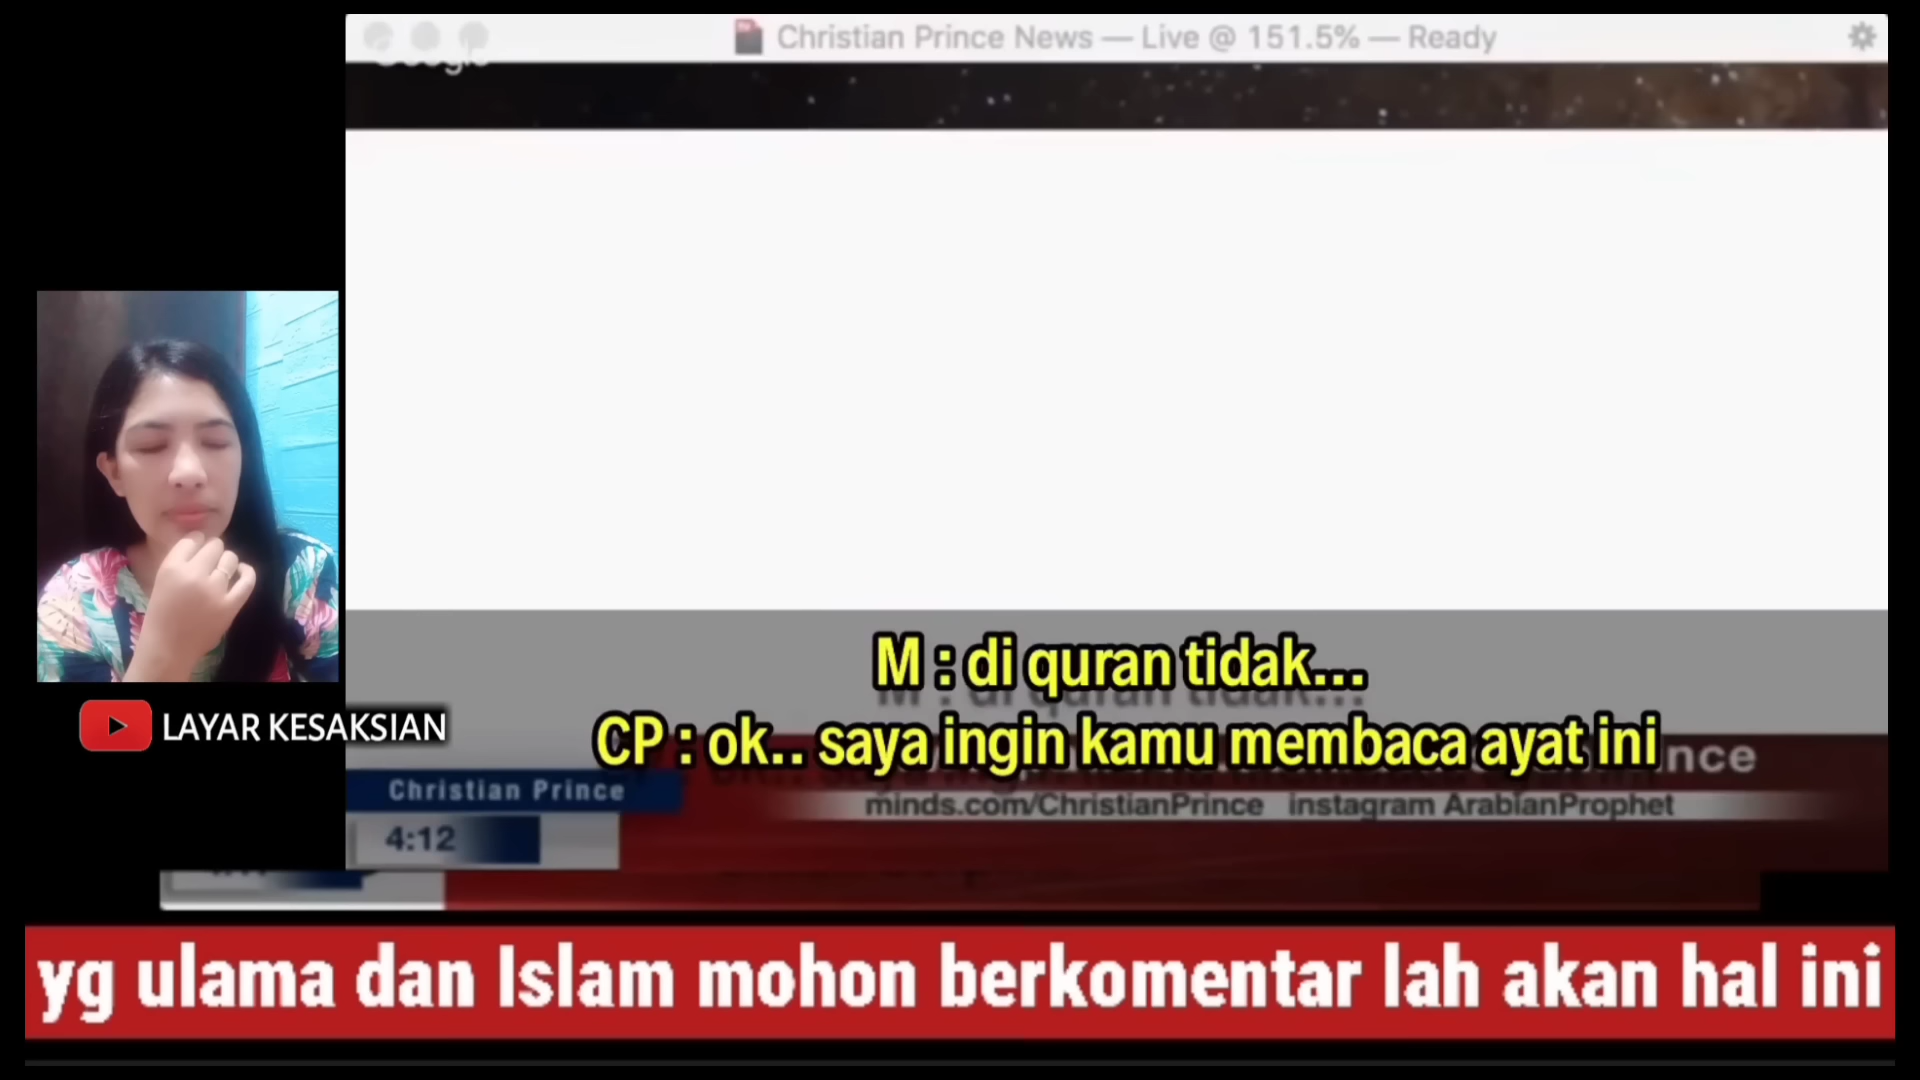 Christian Prince News — Live @ 151.5% — Ready
Google
M : di quran tidak...
LAYAR KESAKSIAN
CP : ok.. saya ingin kamu membaca ayat ini
Christian Prince
minds.com/ChristianPrince instagram ArabianProphet
4:12
yg ulama dan Islam mohon berkomentar lah akan hal ini